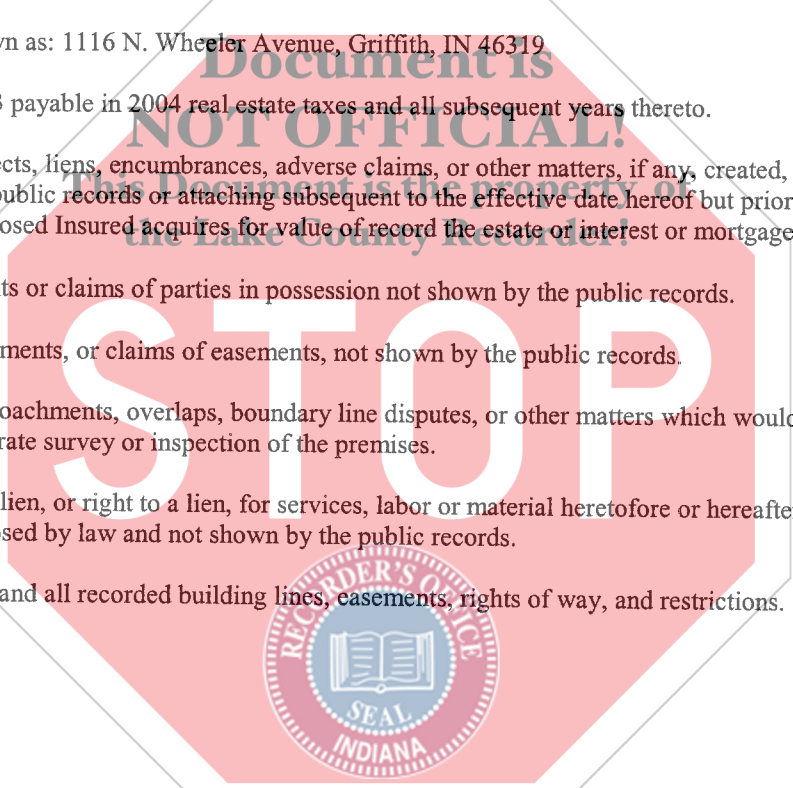 vn as: 1116 N. Wheeler Avenue, Griffith, IN 46319
Document is
3 payable in 2004 real estate taxes and all subsequent years thereto.
NOT OFFICIAL!
cts, liens, encumbrances, adverse claims, or other matters, if any, created,
This Document is the property of
ublic records or attaching subsequent to the effective date hereof but prior
the Lake County Recorder!
osed Insured acquires for value of record the estate or interest or mortgage
ts or claims of parties in possession not shown by the public records.
STOP
ments, or claims of easements, not shown by the public records.
oachments, overlaps, boundary line disputes, or other matters which would
rate survey or inspection of the premises.
lien, or right to a lien, for services, labor or material heretofore or hereafte
sed by law and not shown by the public records.
and all recorded building lines, easements, rights of way, and restrictions.
RECORDER'S OFFICE
SEAL
INDIANA